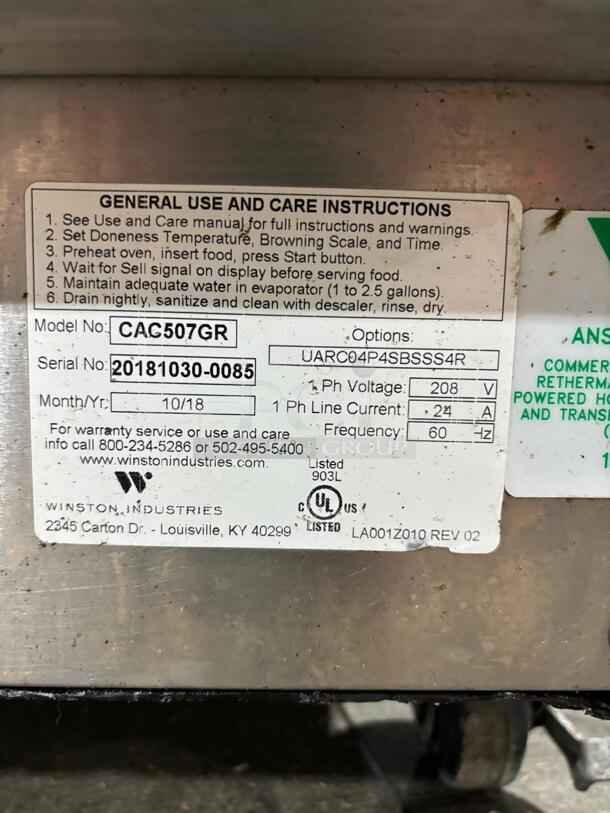 GENERAL USE AND CARE INSTRUCTIONS
1. See Use and Care manual for full instructions and warnings.
2. Set Doneness Temperature, Browning Scale, and Time.
3. Preheat oven, insert food, press Start button.
4. Wait for Sell signal on display before serving food.
5. Maintain adequate water in evaporator (1 to 2.5 gallons).
6. Drain nightly, sanitize and clean with descaler, rinse, dry.
Model No: CAC507GR
Options:
UARC04P4SBSSS4R
Serial No: 20181030-0085
1 Ph Voltage: 208 V
Month/Yr: 10/18
1 Ph Line Current: 24 A
Frequency: 60 Hz
For warranty service or use and care
info call 800-234-5286 or 502-495-5400
www.winstonindustries.com
Listed
903L
W
WINSTON INDUSTRIES
C UL US
LISTED
2345 Carton Dr. - Louisville, KY 40299
LA001Z010 REV 02
GROUP
ANS
COMMER
RETHERMA
POWERED HO
AND TRANS
(
1